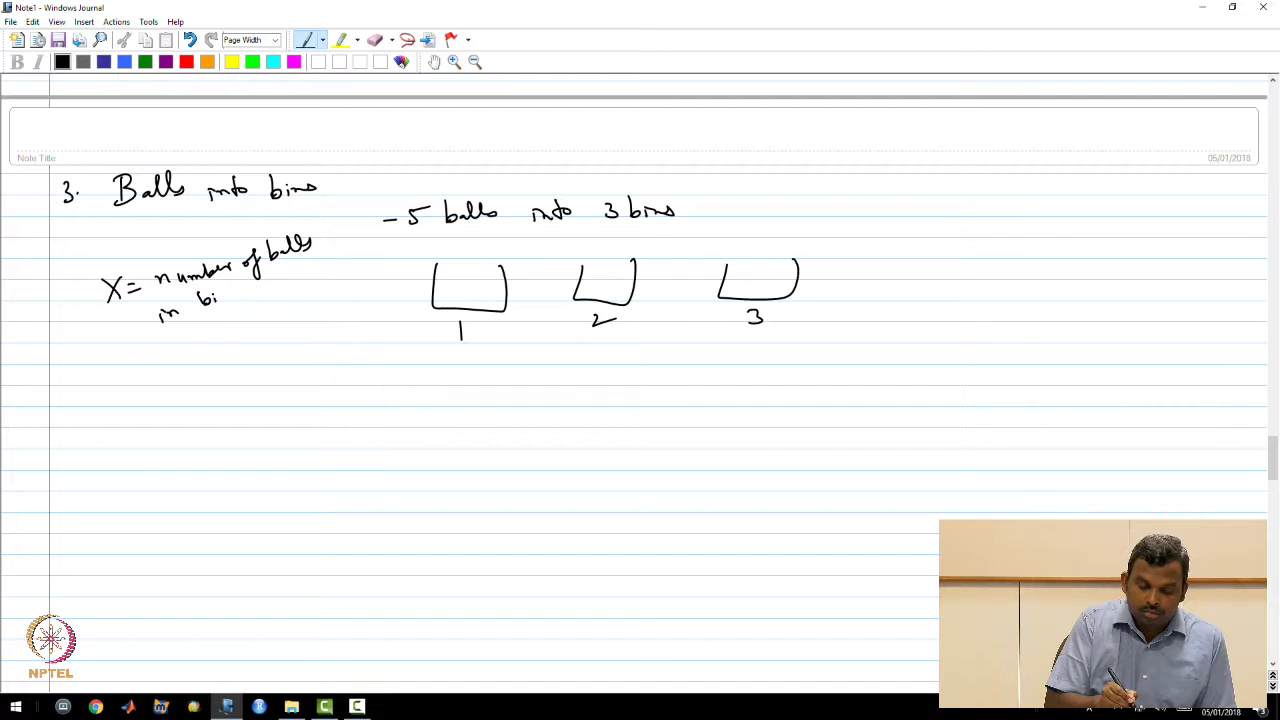 Note1 - Windows Journal
File Edit View Insert Actions Tools Help
Page Width
B I
Note Title
05/01/2018
3. Balls into bins
- 5 balls into 3 bins
X = number of balls
in bi
1 2 3
NPTEL
05/01/2018